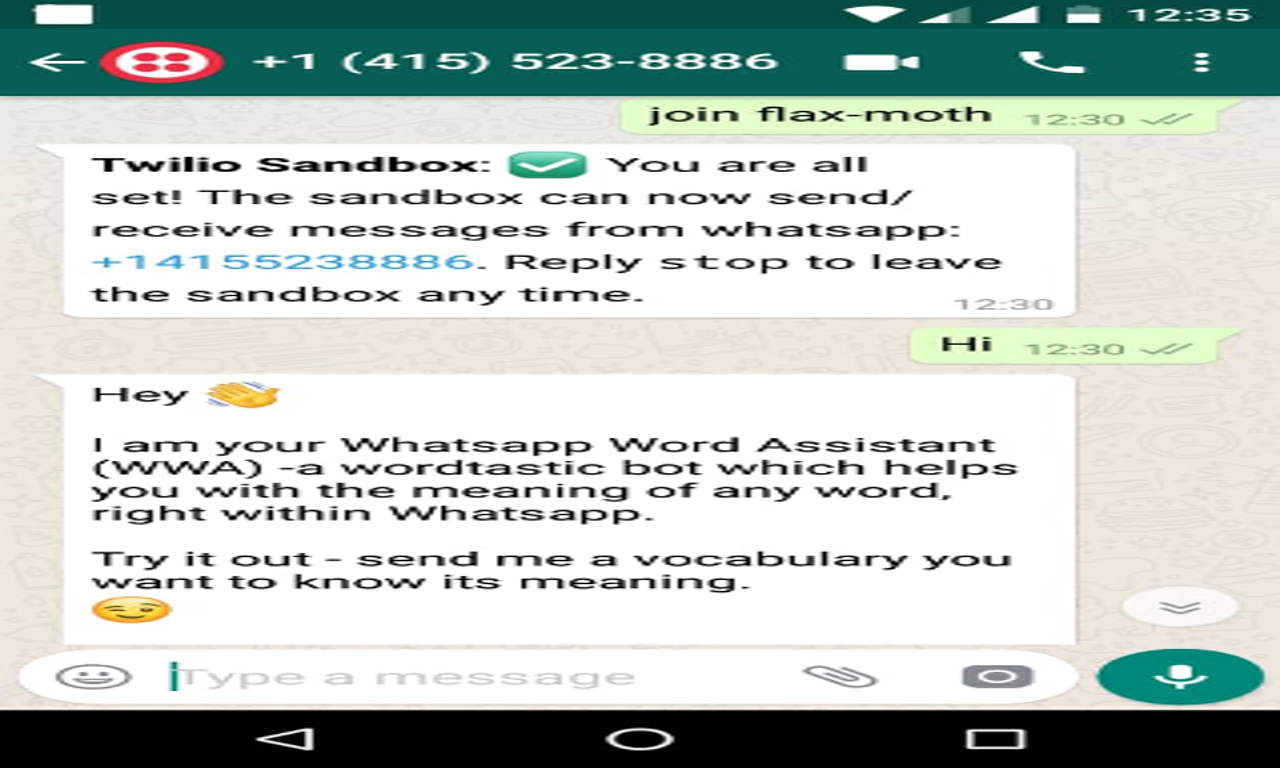 12:35
+1 (415) 523-8886
join flax-moth 12:30
Twilio Sandbox: ✅ You are all
set! The sandbox can now send/
receive messages from whatsapp:
+14155238886. Reply stop to leave
the sandbox any time.
12:30
Hi 12:30
Hey 👋
I am your Whatsapp Word Assistant
(WWA) -a wordtastic bot which helps
you with the meaning of any word,
right within Whatsapp.
Try it out - send me a vocabulary you
want to know its meaning.
😉
Type a message